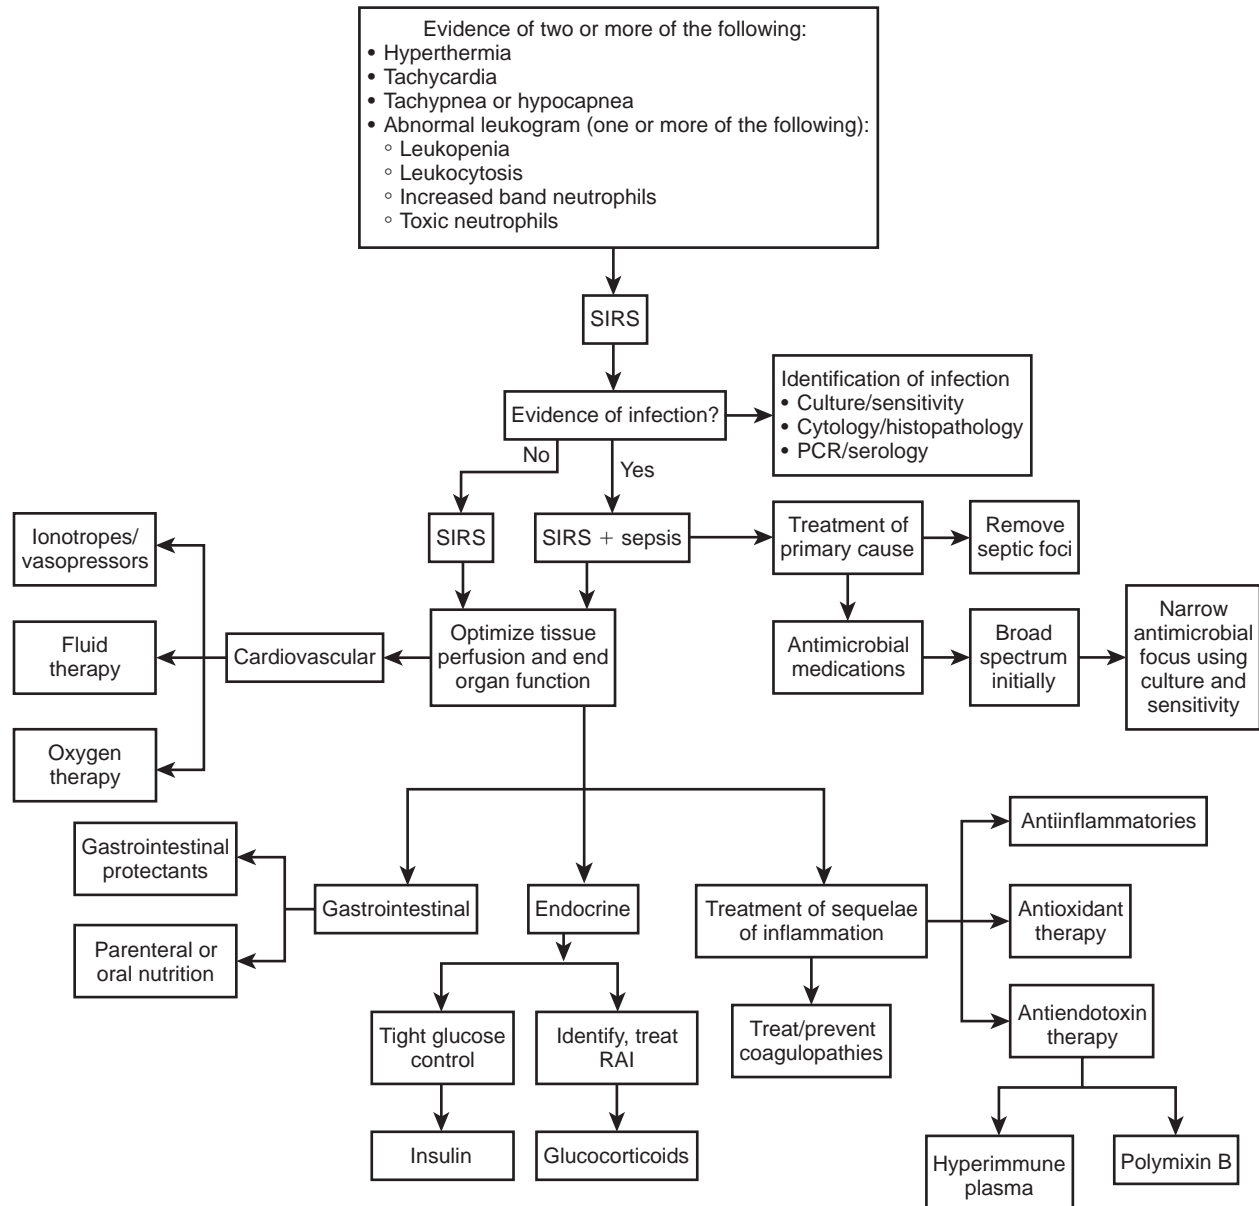 Evidence of two or more of the following:
• Hyperthermia
• Tachycardia
• Tachypnea or hypocapnea
• Abnormal leukogram (one or more of the following):
○ Leukopenia
○ Leukocytosis
○ Increased band neutrophils
○ Toxic neutrophils
SIRS
Evidence of infection?
Identification of infection
• Culture/sensitivity
• Cytology/histopathology
• PCR/serology
No
Yes
SIRS
SIRS + sepsis
Treatment of
primary cause
Remove
septic foci
Antimicrobial
medications
Broad
spectrum
initially
Narrow
antimicrobial
focus using
culture and
sensitivity
Optimize tissue
perfusion and end
organ function
Cardiovascular
Ionotropes/
vasopressors
Fluid
therapy
Oxygen
therapy
Gastrointestinal
Gastrointestinal
protectants
Parenteral or
oral nutrition
Endocrine
Tight glucose
control
Insulin
Identify, treat
RAI
Glucocorticoids
Treatment of sequelae
of inflammation
Treat/prevent
coagulopathies
Antiinflammatories
Antioxidant
therapy
Antiendotoxin
therapy
Hyperimmune
plasma
Polymixin B